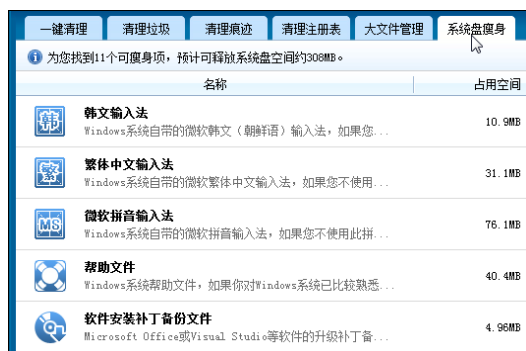 一键清理 清理垃圾 清理痕迹 清理注册表 大文件管理 系统盘瘦身
为您找到11个可瘦身项，预计可释放系统盘空间约308MB。
名称 占用空间
韩 韩文输入法 10.9MB
Windows系统自带的微软韩文（朝鲜语）输入法，如果您...
繁 繁体中文输入法 31.1MB
Windows系统自带的微软繁体中文输入法，如果您不使用...
MS 微软拼音输入法 76.1MB
Windows系统自带的微软拼音输入法，如果您不使用此拼...
帮助文件 40.4MB
Windows系统帮助文件，如果你对Windows系统已比较熟悉...
软件安装补丁备份文件 4.96MB
Microsoft Office或Visual Studio等软件的升级补丁备...